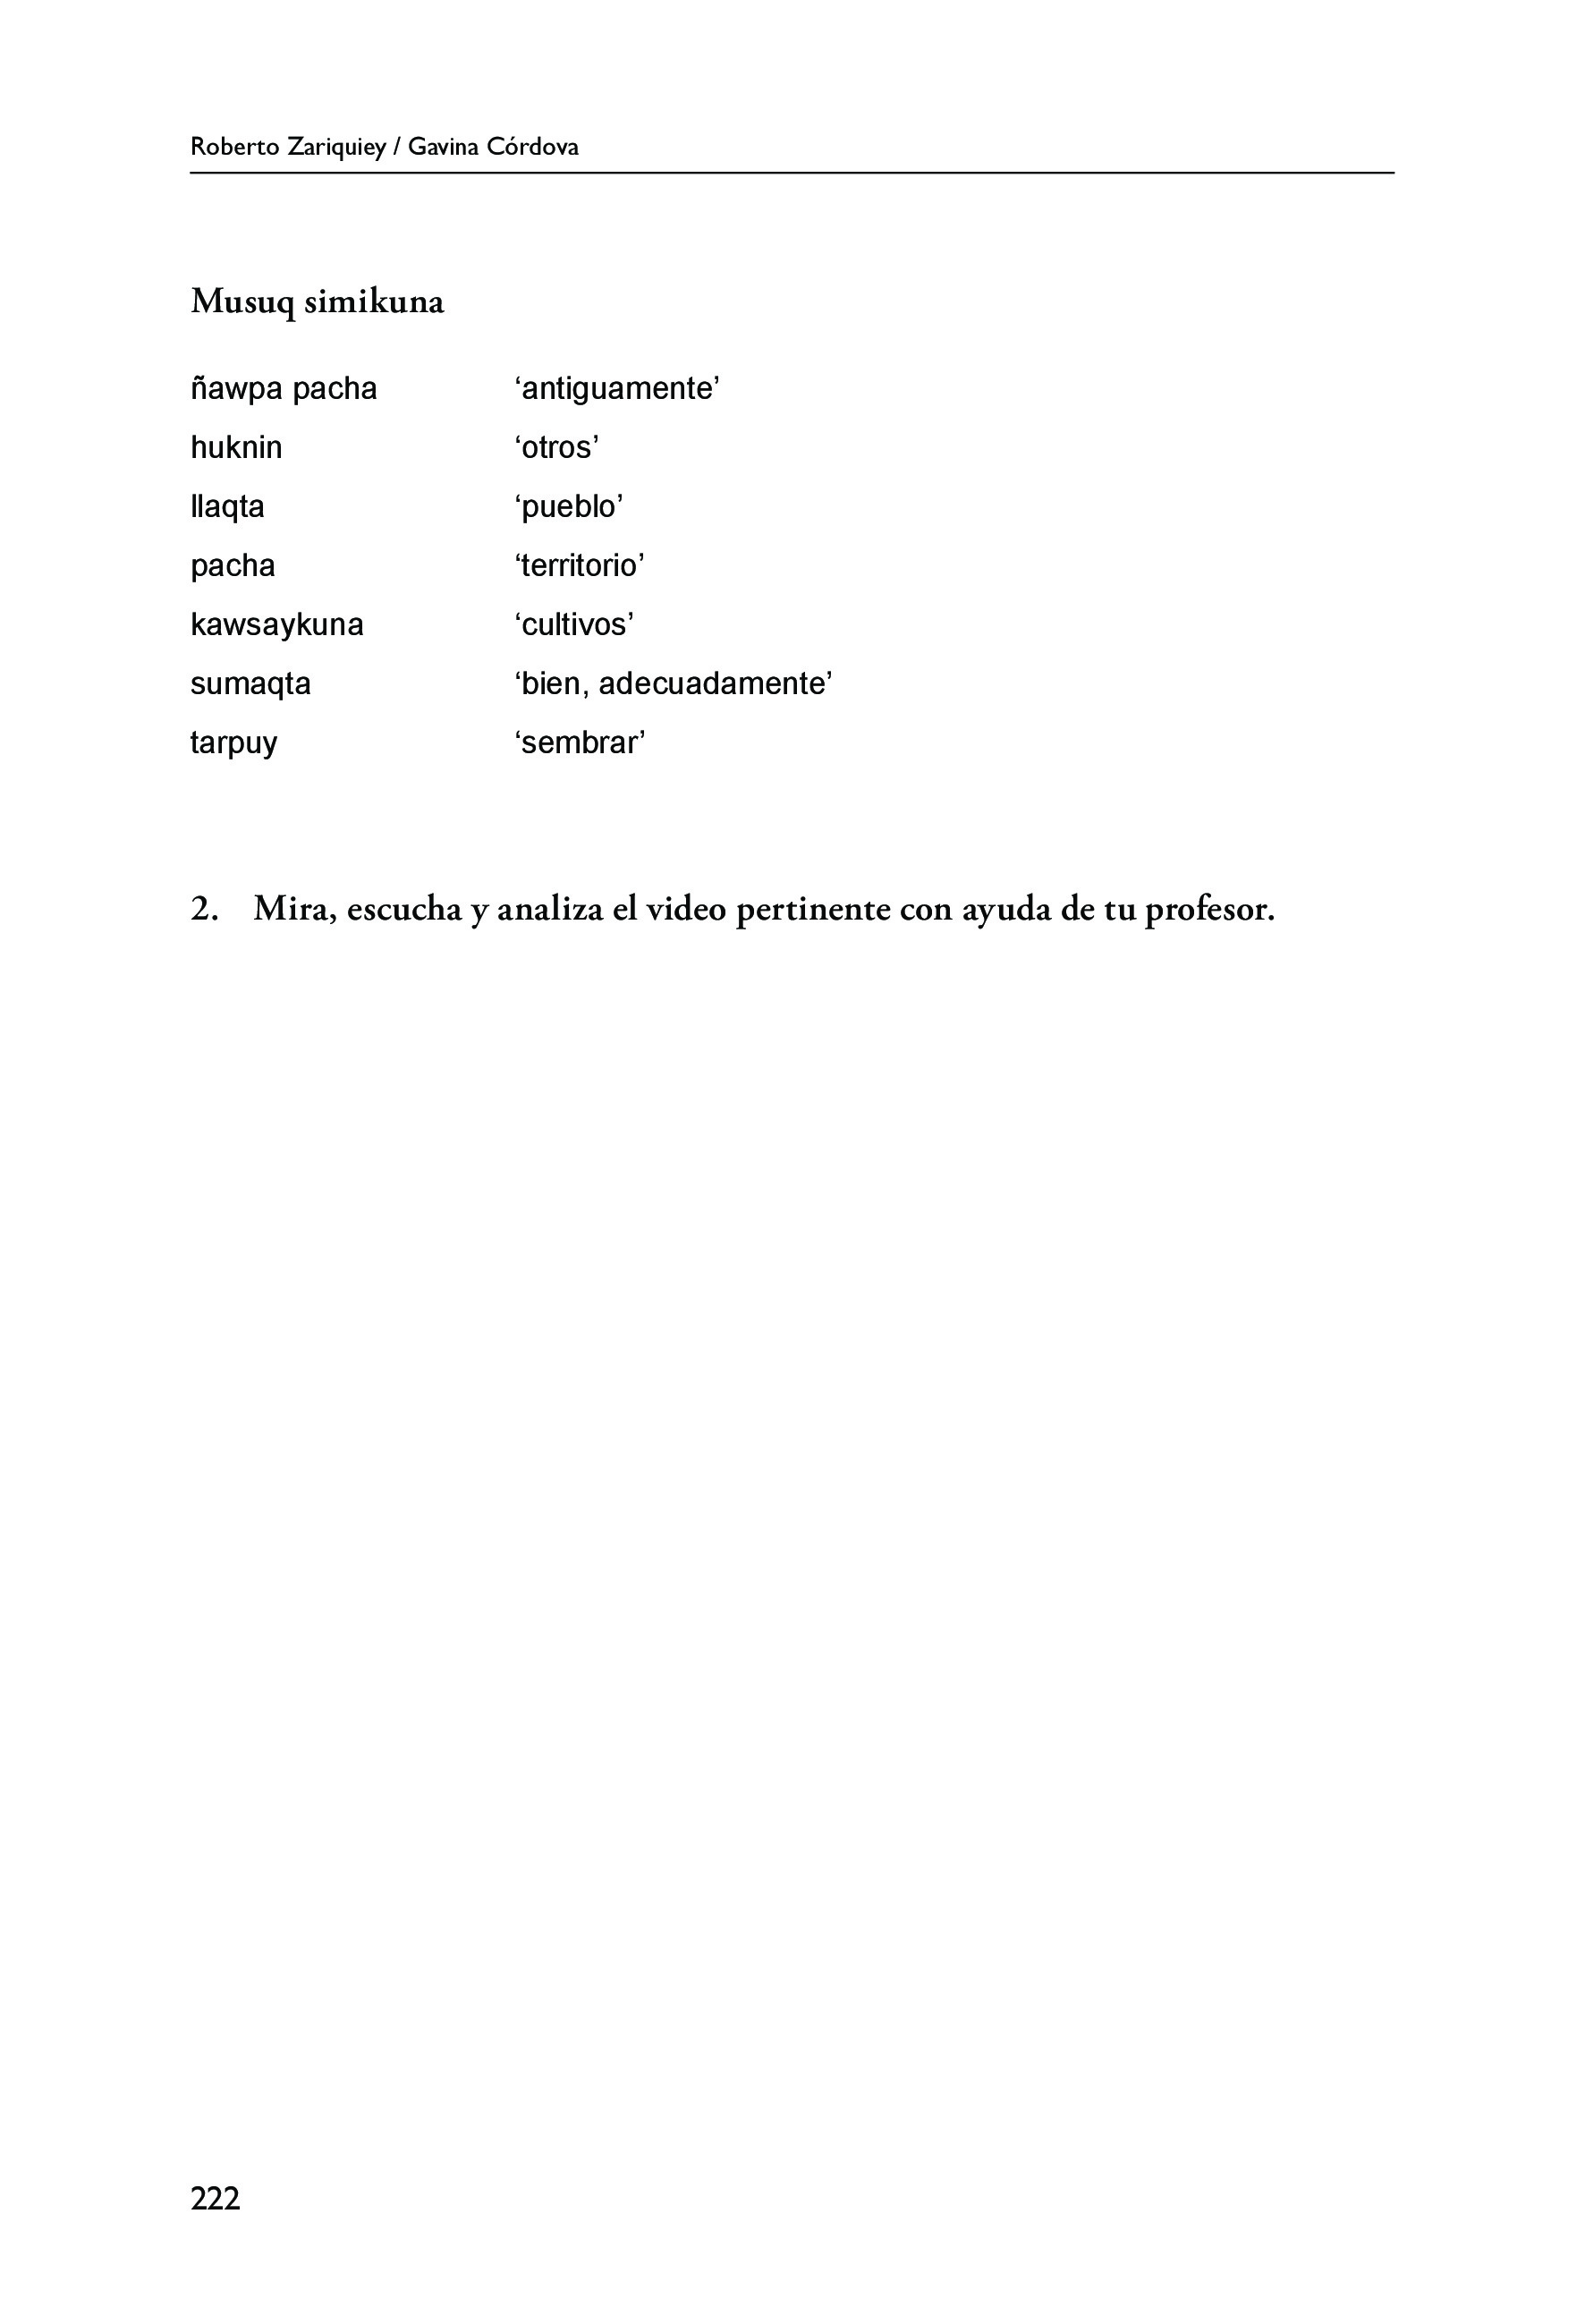 Roberto Zariquiey / Gavina Córdova
Musuq simikuna
ñawpa pacha ‘antiguamente’
huknin ‘otros’
llaqta ‘pueblo’
pacha ‘territorio’
kawsaykuna ‘cultivos’
sumaqta ‘bien, adecuadamente’
tarpuy ‘sembrar’
2. Mira, escucha y analiza el video pertinente con ayuda de tu profesor.
222